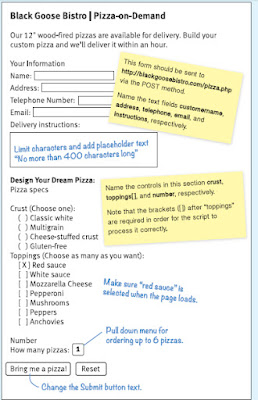 Black Goose Bistro | Pizza-on-Demand
Our 12" wood-fired pizzas are available for delivery. Build your
custom pizza and we'll deliver it within an hour.
Your Information
Name:
Address:
Telephone Number:
Email:
Delivery instructions:
This form should be sent to
http://blackgoosebistro.com/pizza.php
via the POST method.
Name the text fields customername,
address, telephone, email, and
instructions, respectively.
Limit characters and add placeholder text
"No more than 400 characters long"
Design Your Dream Pizza:
Pizza specs
Name the controls in this section crust,
toppings[], and number, respectively.
Note that the brackets ([]) after "toppings"
are required in order for the script to
process it correctly.
Crust (Choose one):
( ) Classic white
( ) Multigrain
( ) Cheese-stuffed crust
( ) Gluten-free
Toppings (Choose as many as you want):
[X] Red sauce
[ ] White sauce
[ ] Mozzarella Cheese
[ ] Pepperoni
[ ] Mushrooms
[ ] Peppers
[ ] Anchovies
Make sure "red sauce" is
selected when the page loads.
Number
How many pizzas: 1
Pull down menu for
ordering up to 6 pizzas.
Bring me a pizza! Reset
Change the Submit button text.